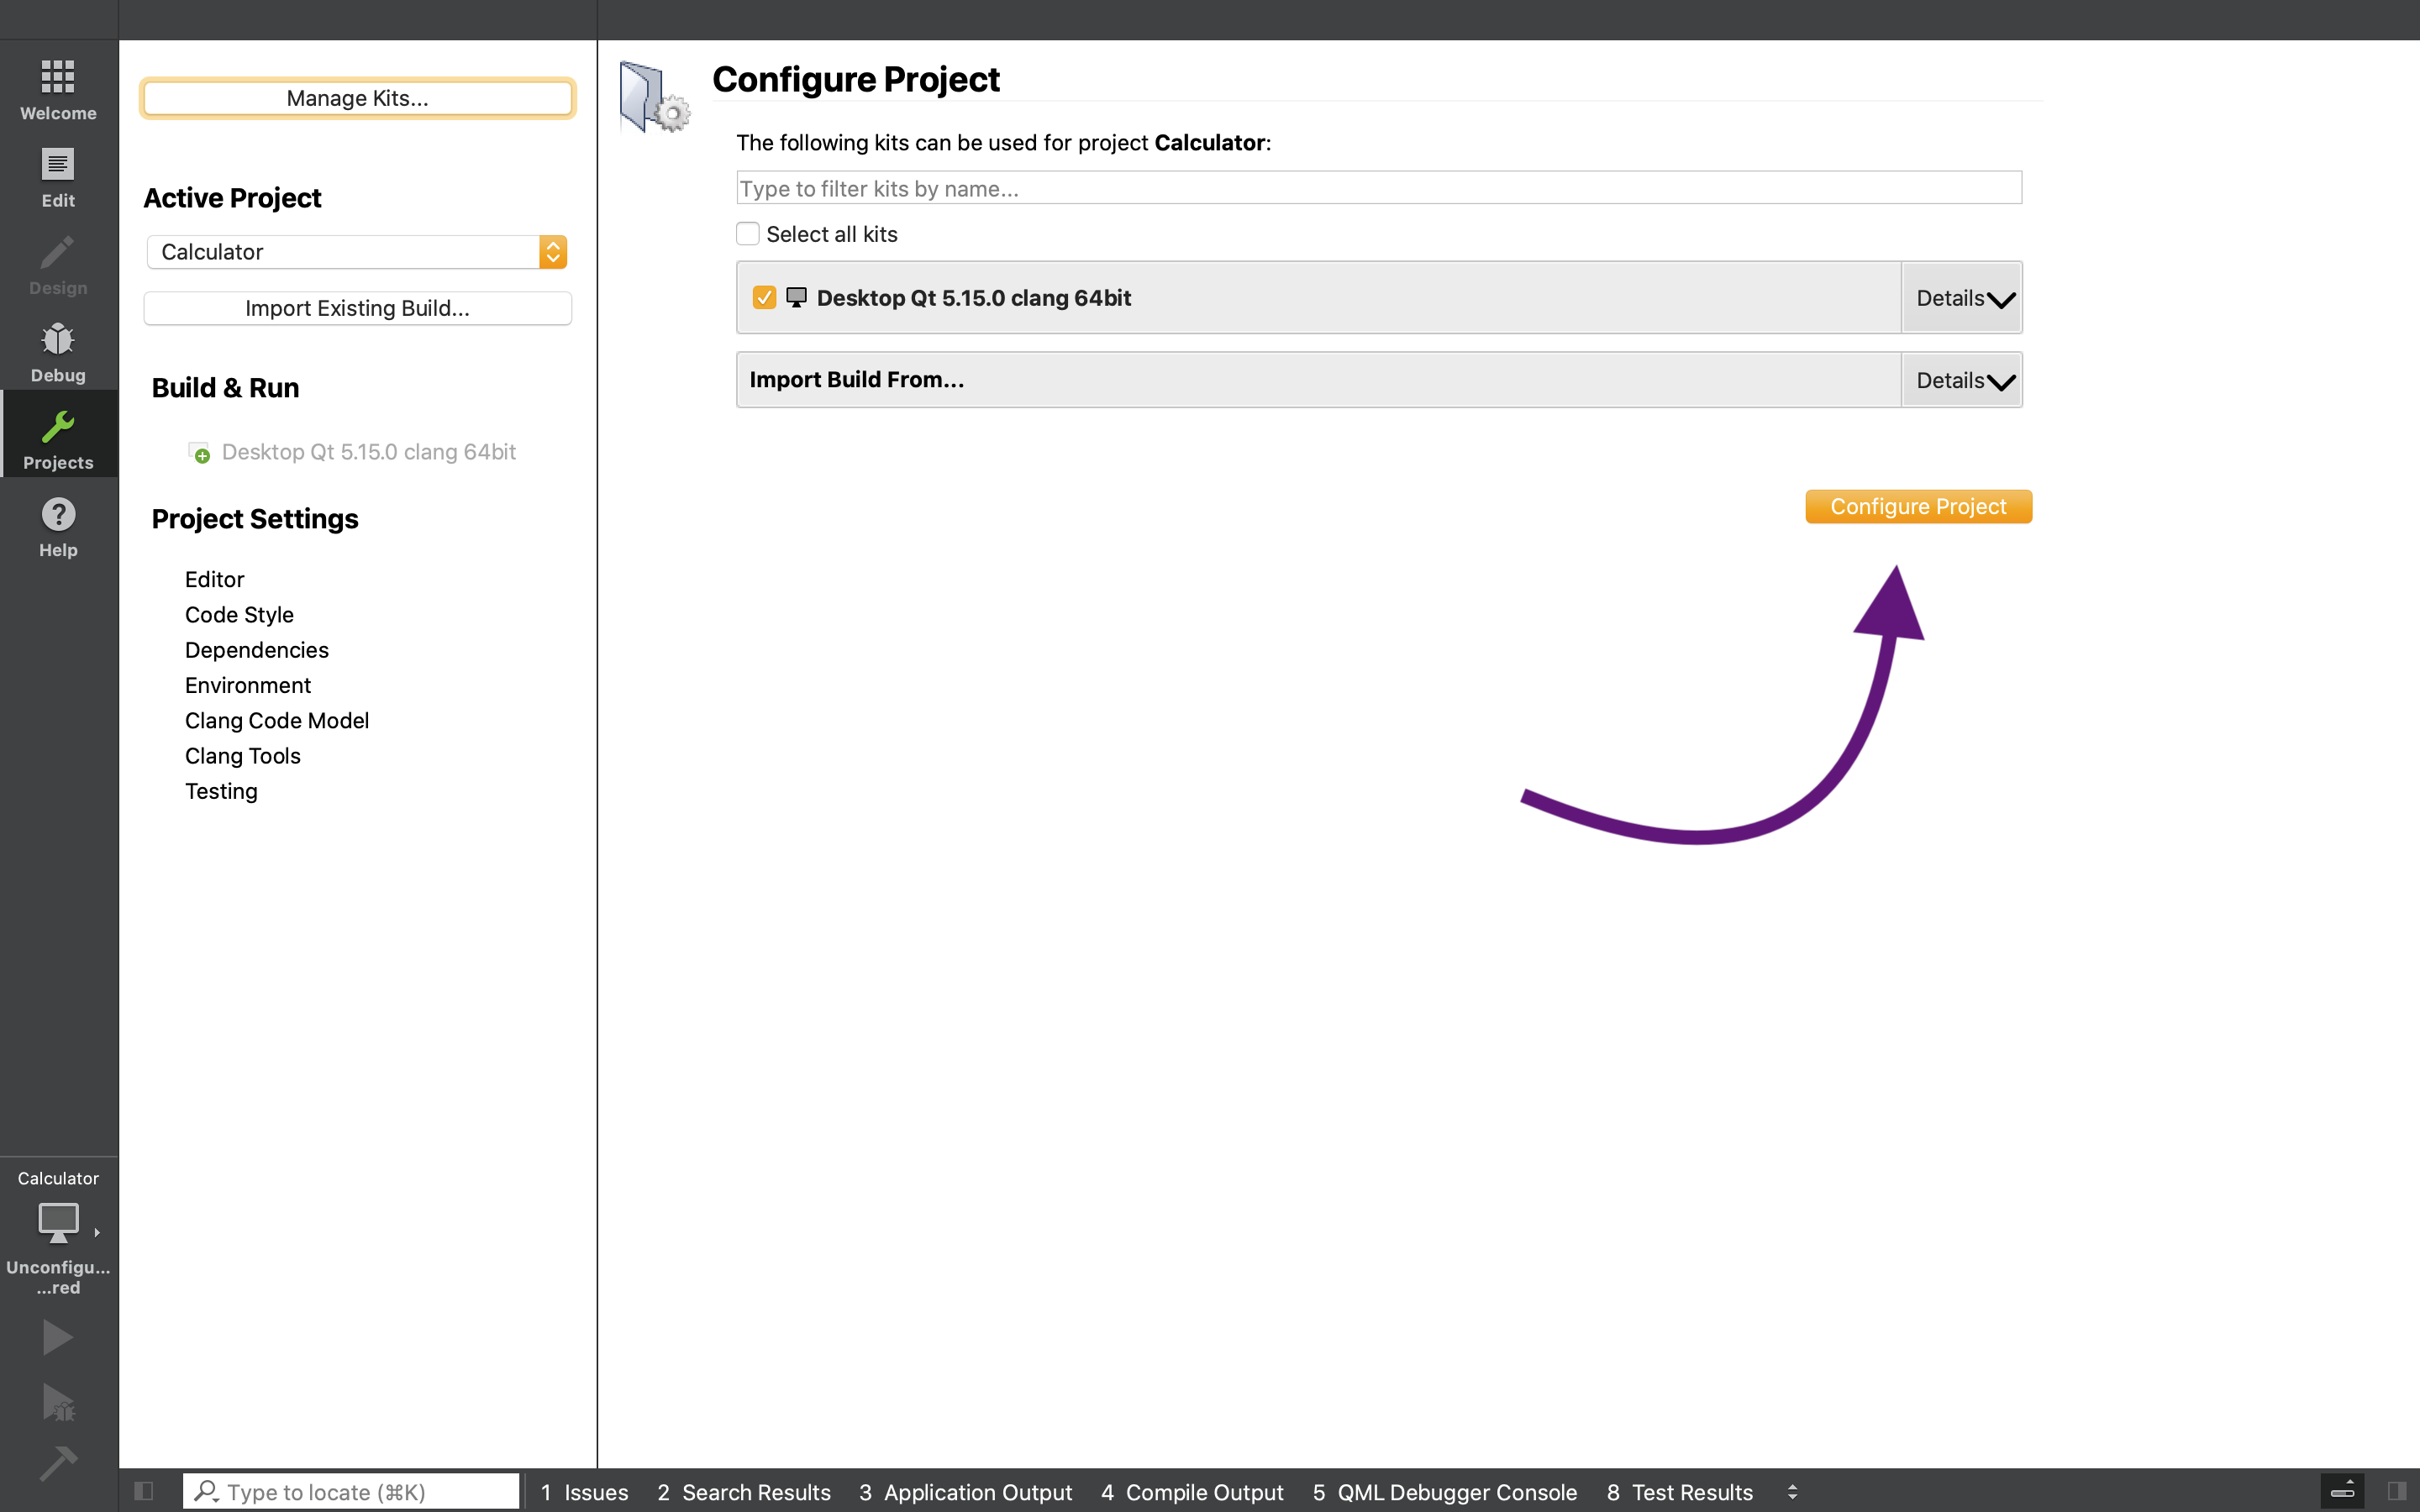 Welcome
Edit
Design
Debug
Projects
Help
Calculator
Unconfigu...
...red
Manage Kits...
Active Project
Calculator
Import Existing Build...
Build & Run
Desktop Qt 5.15.0 clang 64bit
Project Settings
Editor
Code Style
Dependencies
Environment
Clang Code Model
Clang Tools
Testing
Configure Project
The following kits can be used for project Calculator:
Type to filter kits by name...
Select all kits
Desktop Qt 5.15.0 clang 64bit Details
Import Build From... Details
Configure Project
Type to locate (⌘K) 1 Issues 2 Search Results 3 Application Output 4 Compile Output 5 QML Debugger Console 8 Test Results